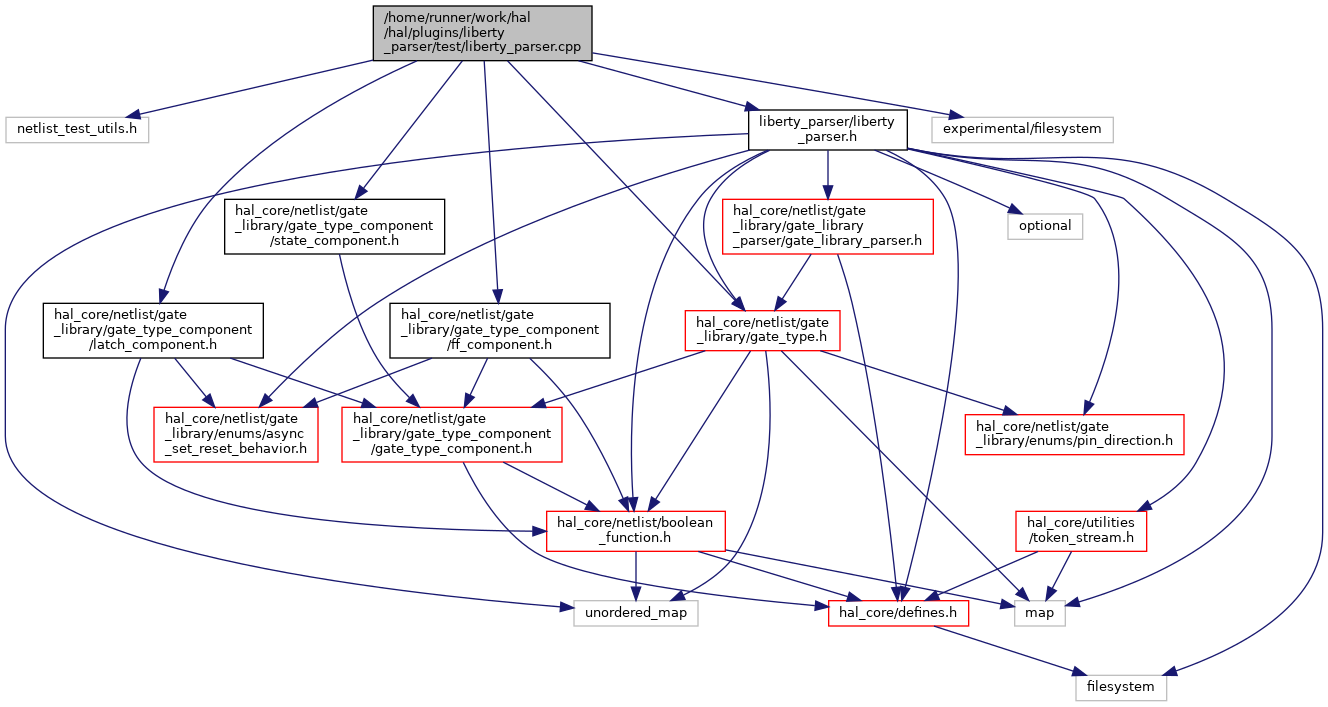 /home/runner/work/hal
/hal/plugins/liberty
_parser/test/liberty_parser.cpp
netlist_test_utils.h
liberty_parser/liberty
_parser.h
experimental/filesystem
hal_core/netlist/gate
_library/gate_type_component
/state_component.h
hal_core/netlist/gate
_library/gate_library
_parser/gate_library_parser.h
optional
hal_core/netlist/gate
_library/gate_type_component
/latch_component.h
hal_core/netlist/gate
_library/gate_type_component
/ff_component.h
hal_core/netlist/gate
_library/gate_type.h
hal_core/netlist/gate
_library/enums/async
_set_reset_behavior.h
hal_core/netlist/gate
_library/gate_type_component
/gate_type_component.h
hal_core/netlist/gate
_library/enums/pin_direction.h
hal_core/netlist/boolean
_function.h
hal_core/utilities
/token_stream.h
unordered_map
hal_core/defines.h
map
filesystem